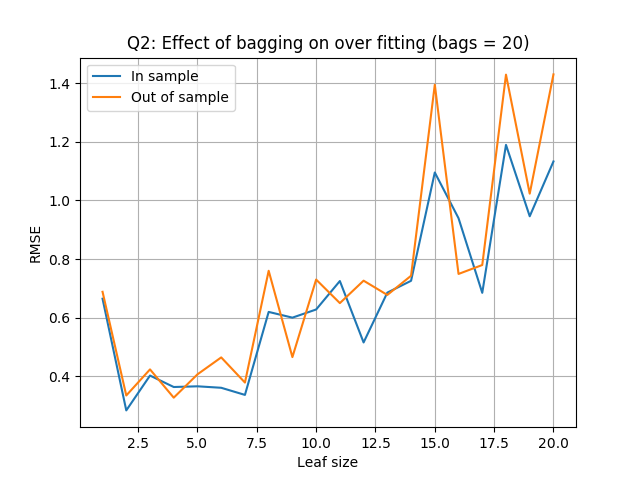 Q2: Effect of bagging on over fitting (bags = 20)
In sample
Out of sample
1.4
1.2
1.0
0.8
0.6
0.4
RMSE
2.5 5.0 7.5 10.0 12.5 15.0 17.5 20.0
Leaf size